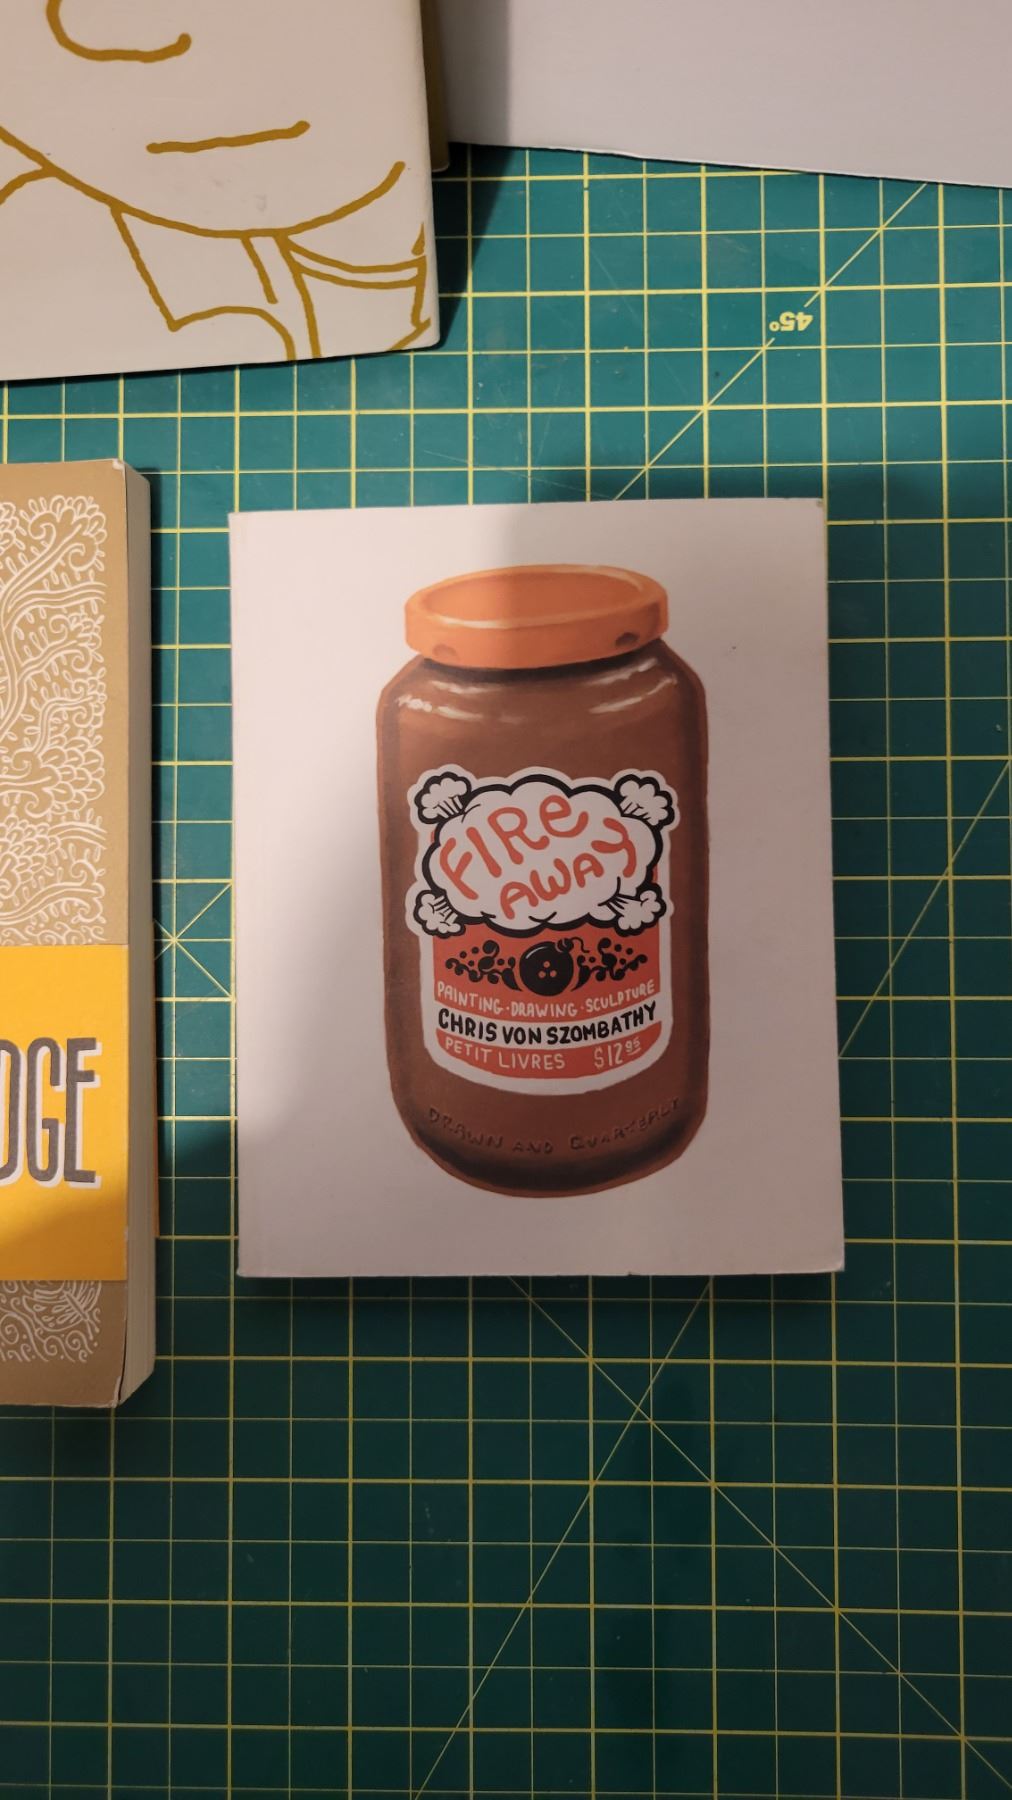 45°
FIRE
AWAY
PAINTING·DRAWING·SCULPTURE
CHRIS VON SZOMBATHY
PETIT LIVRES $12.95
DRAWN AND QUARTERLY
DGE